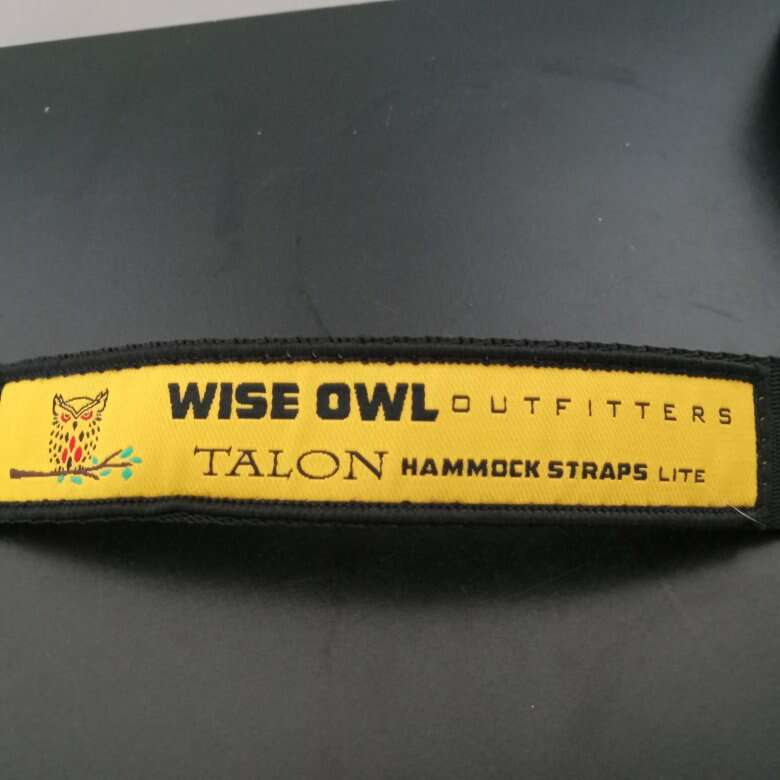 WISE OWL OUTFITTERS
TALON HAMMOCK STRAPS LITE